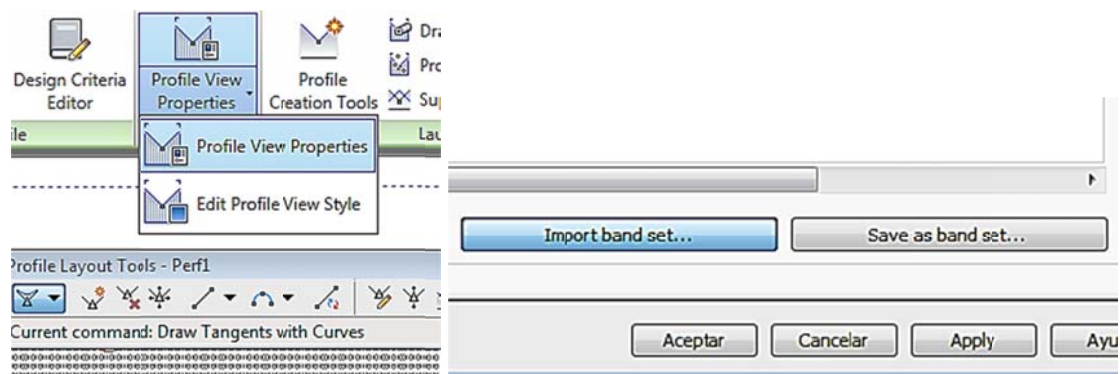 Design Criteria
Editor
Profile View
Properties
Profile
Creation Tools
Profile View Properties
Edit Profile View Style
Profile Layout Tools - Perf1
Current command: Draw Tangents with Curves
Import band set...
Save as band set...
Aceptar
Cancelar
Apply